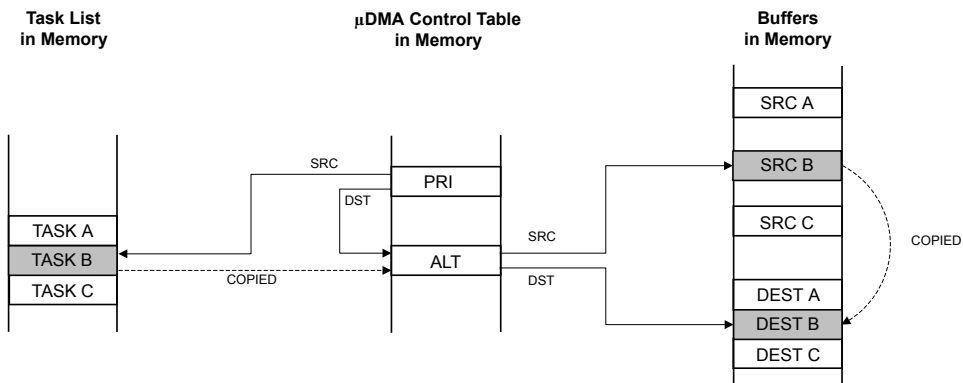 Task List
in Memory
µDMA Control Table
in Memory
Buffers
in Memory
SRC A
SRC
PRI
SRC B
DST
TASK A
SRC C
SRC
COPIED
TASK B
ALT
COPIED
DST
TASK C
DEST A
DEST B
DEST C